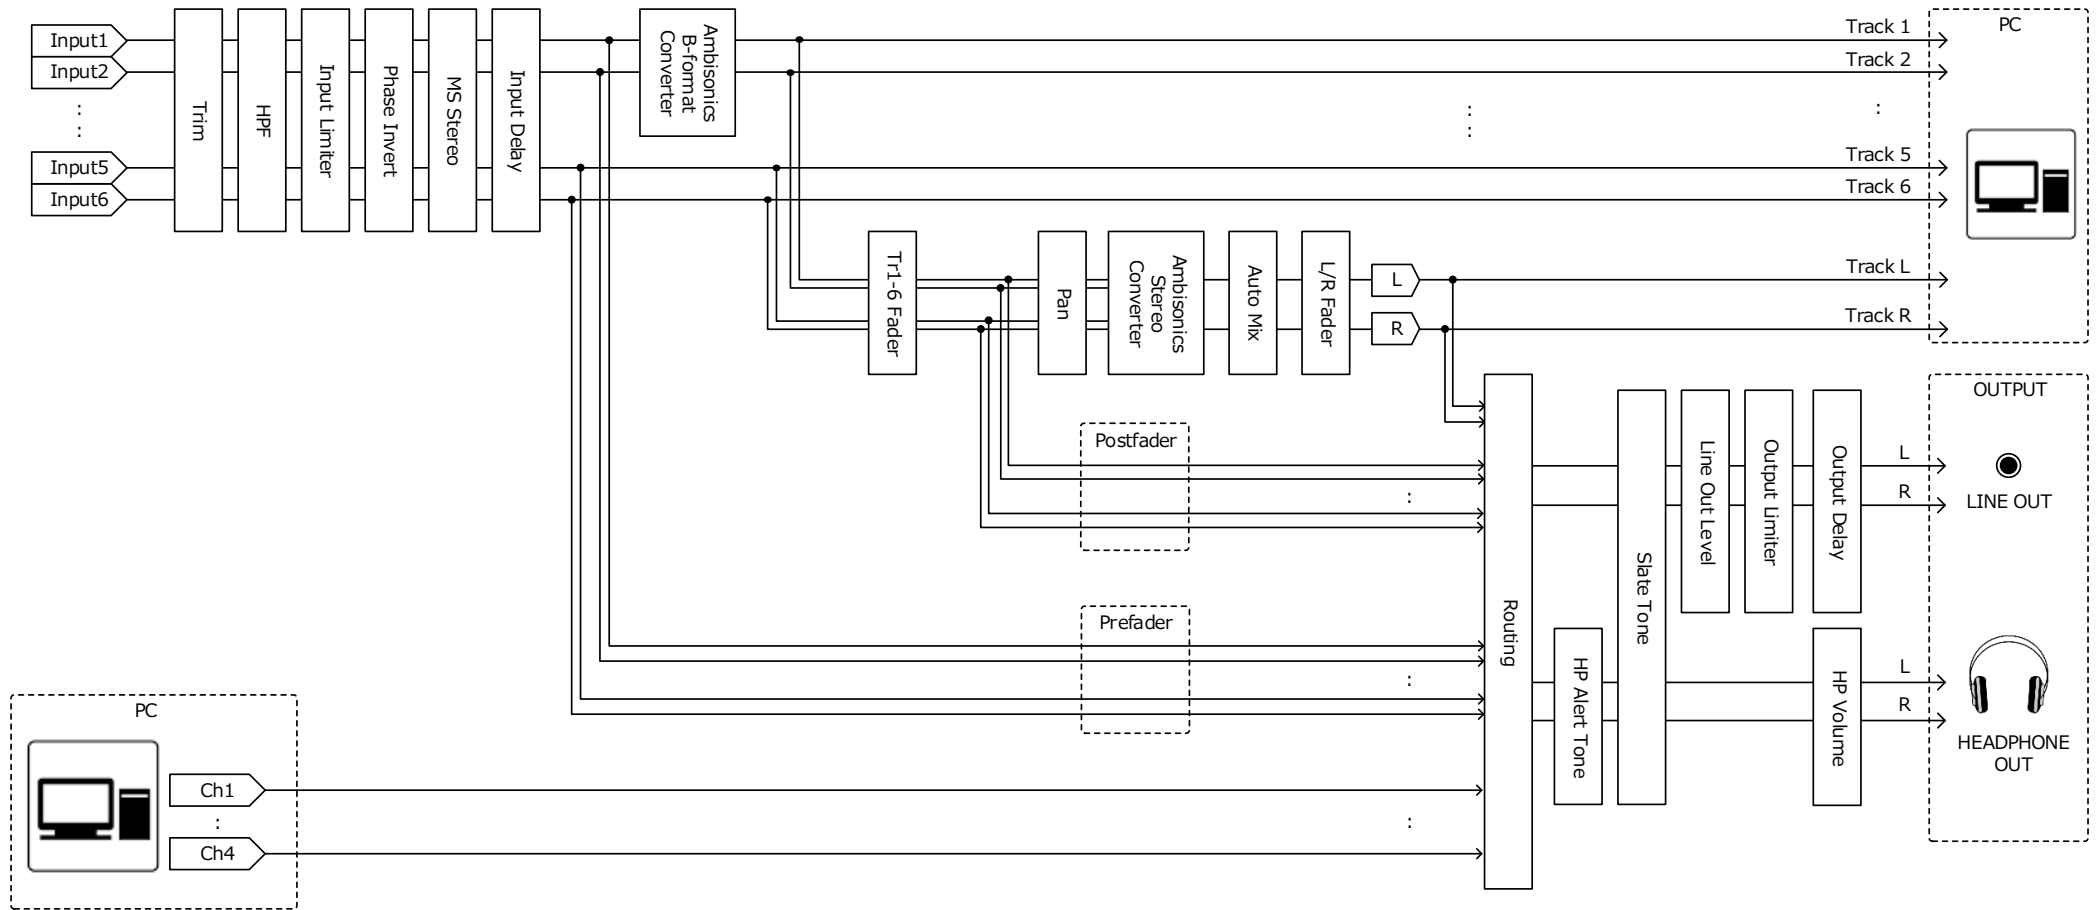 Input1
Input2
:
:
Input5
Input6
Trim
HPF
Input Limiter
Phase Invert
MS Stereo
Input Delay
Ambisonics
B-format
Converter
Track 1
Track 2
:
:
:
Track 5
Track 6
PC
Tr1-6 Fader
Pan
Ambisonics
Stereo
Converter
Auto Mix
L/R Fader
L
R
Track L
Track R
Postfader
:
Prefader
:
PC
Ch1
:
Ch4
:
Routing
HP Alert Tone
Slate Tone
Line Out Level
Output Limiter
Output Delay
HP Volume
L
R
L
R
OUTPUT
LINE OUT
HEADPHONE
OUT